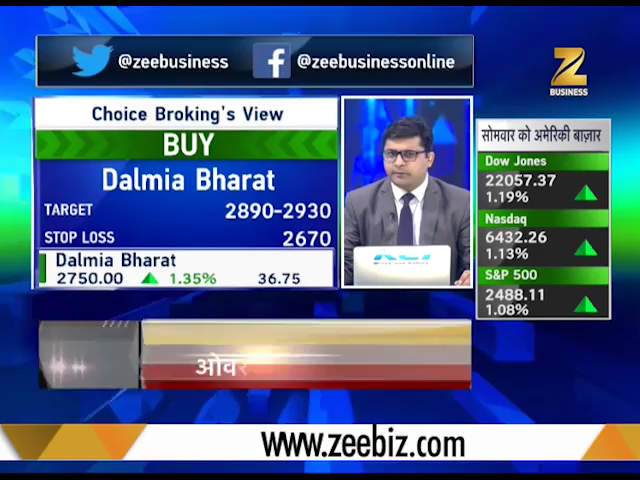 @zeebusiness
@zeebusinessonline
Z
BUSINESS
Choice Broking's View
BUY
Dalmia Bharat
TARGET 2890-2930
STOP LOSS 2670
Dalmia Bharat
2750.00 1.35% 36.75
सोमवार को अमेरिकी बाज़ार
Dow Jones
22057.37
1.19%
Nasdaq
6432.26
1.13%
S&P 500
2488.11
1.08%
www.zeebiz.com